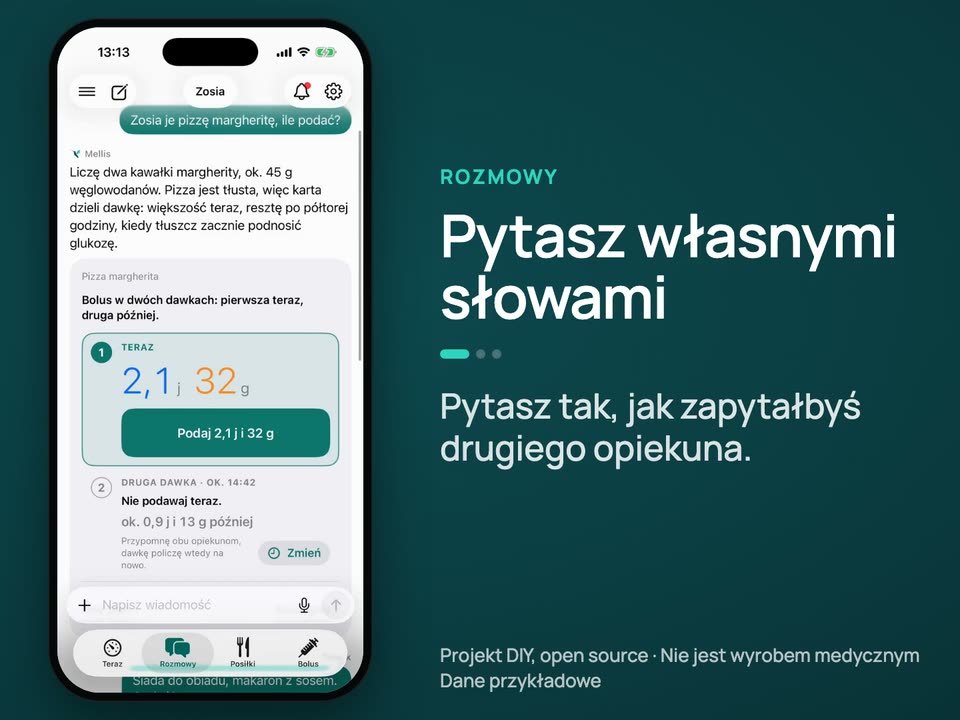 13:13
Zosia
Zosia je pizzę margheritę, ile podać?
Mellis
Liczę dwa kawałki margherity, ok. 45 g
węglowodanów. Pizza jest tłusta, więc karta
dzieli dawkę: większość teraz, resztę po półtorej
godziny, kiedy tłuszcz zacznie podnosić
glukozę.
Pizza margherita
Bolus w dwóch dawkach: pierwsza teraz,
druga później.
1 TERAZ
2,1 j 32 g
Podaj 2,1 j i 32 g
2 DRUGA DAWKA · OK. 14:42
Nie podawaj teraz.
ok. 0,9 j i 13 g później
Przypomnę obu opiekunom,
dawkę policzę wtedy na
nowo.
Zmień
Napisz wiadomość
Teraz
Rozmowy
Posiłki
Bolus
Siada do obiadu, makaron z sosem.
ROZMOWY
Pytasz własnymi
słowami
Pytasz tak, jak zapytałbyś
drugiego opiekuna.
Projekt DIY, open source · Nie jest wyrobem medycznym
Dane przykładowe